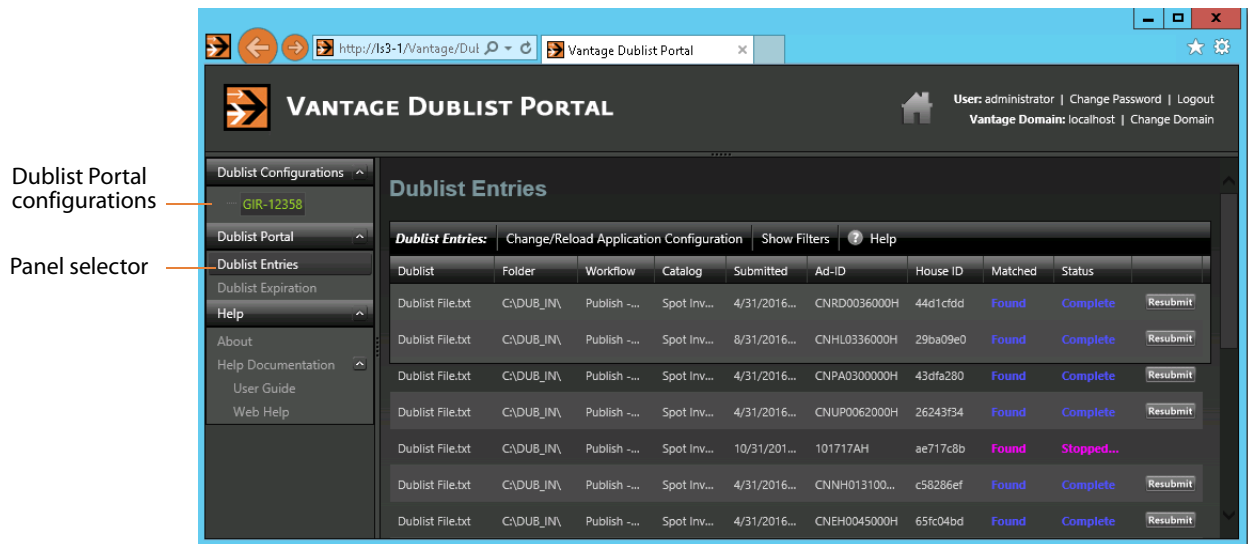 http://ls3-1/Vantage/Dub
Vantage Dublist Portal
VANTAGE DUBLIST PORTAL
User: administrator | Change Password | Logout
Vantage Domain: localhost | Change Domain
Dublist Portal
configurations
Panel selector
Dublist Configurations
GIR-12358
Dublist Portal
Dublist Entries
Dublist Expiration
Help
About
Help Documentation
User Guide
Web Help
Dublist Entries
Dublist Entries: Change/Reload Application Configuration Show Filters ? Help
Dublist Folder Workflow Catalog Submitted Ad-ID House ID Matched Status
Dublist File.txt C:\DUB_IN\ Publish -... Spot Inv... 4/31/2016... CNRD0036000H 44d1cfdd Found Complete Resubmit
Dublist File.txt C:\DUB_IN\ Publish -... Spot Inv... 8/31/2016... CNHL0336000H 29ba09e0 Found Complete Resubmit
Dublist File.txt C:\DUB_IN\ Publish -... Spot Inv... 4/31/2016... CNPA0300000H 43dfa280 Found Complete Resubmit
Dublist File.txt C:\DUB_IN\ Publish -... Spot Inv... 4/31/2016... CNUP0062000H 26243f34 Found Complete Resubmit
Dublist File.txt C:\DUB_IN\ Publish -... Spot Inv... 10/31/201... 101717AH ae717c8b Found Stopped...
Dublist File.txt C:\DUB_IN\ Publish -... Spot Inv... 4/31/2016... CNNH013100... c58286ef Found Complete Resubmit
Dublist File.txt C:\DUB_IN\ Publish -... Spot Inv... 4/31/2016... CNEH0045000H 65fc04bd Found Complete Resubmit